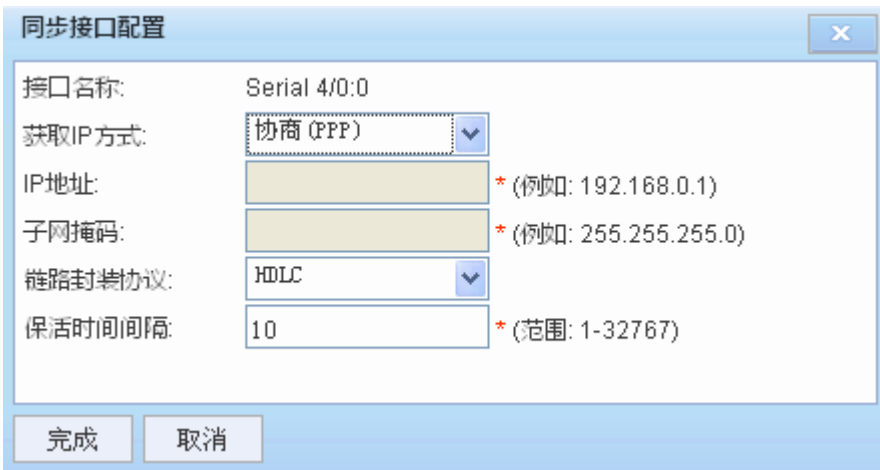 同步接口配置
接口名称: Serial 4/0:0
获取IP方式: 协商(PPP)
IP地址: * (例如: 192.168.0.1)
子网掩码: * (例如: 255.255.255.0)
链路封装协议: HDLC
保活时间间隔: 10 * (范围: 1-32767)
完成 取消